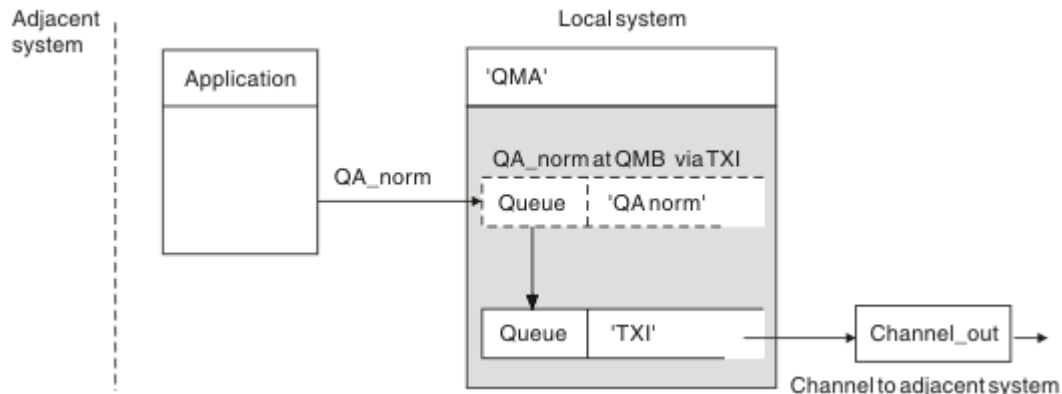 Adjacent
system
Local system
Application
'QMA'
QA_norm at QMB via TXI
QA_norm
Queue
'QA norm'
Queue
'TXI'
Channel_out
Channel to adjacent system